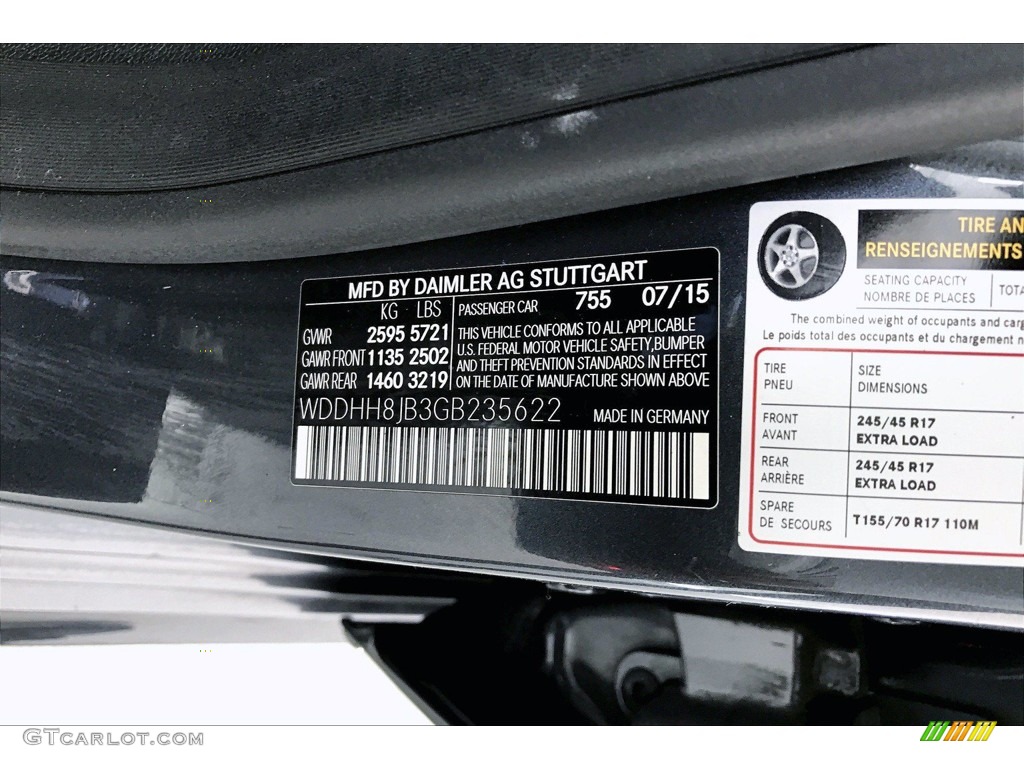 MFD BY DAIMLER AG STUTTGART
KG LBS
GVWR 2595 5721
GAWR FRONT 1135 2502
GAWR REAR 1460 3219
PASSENGER CAR 755 07/15
THIS VEHICLE CONFORMS TO ALL APPLICABLE
U.S. FEDERAL MOTOR VEHICLE SAFETY,BUMPER
AND THEFT PREVENTION STANDARDS IN EFFECT
ON THE DATE OF MANUFACTURE SHOWN ABOVE
WDDHH8JB3GB235622 MADE IN GERMANY
TIRE AN
RENSEIGNEMENTS
SEATING CAPACITY
NOMBRE DE PLACES
TOTA
The combined weight of occupants and carg
Le poids total des occupants et du chargement n
TIRE
PNEU
SIZE
DIMENSIONS
FRONT
AVANT
245/45 R17
EXTRA LOAD
REAR
ARRIÈRE
245/45 R17
EXTRA LOAD
SPARE
DE SECOURS
T155/70 R17 110M
GTCarlot.com